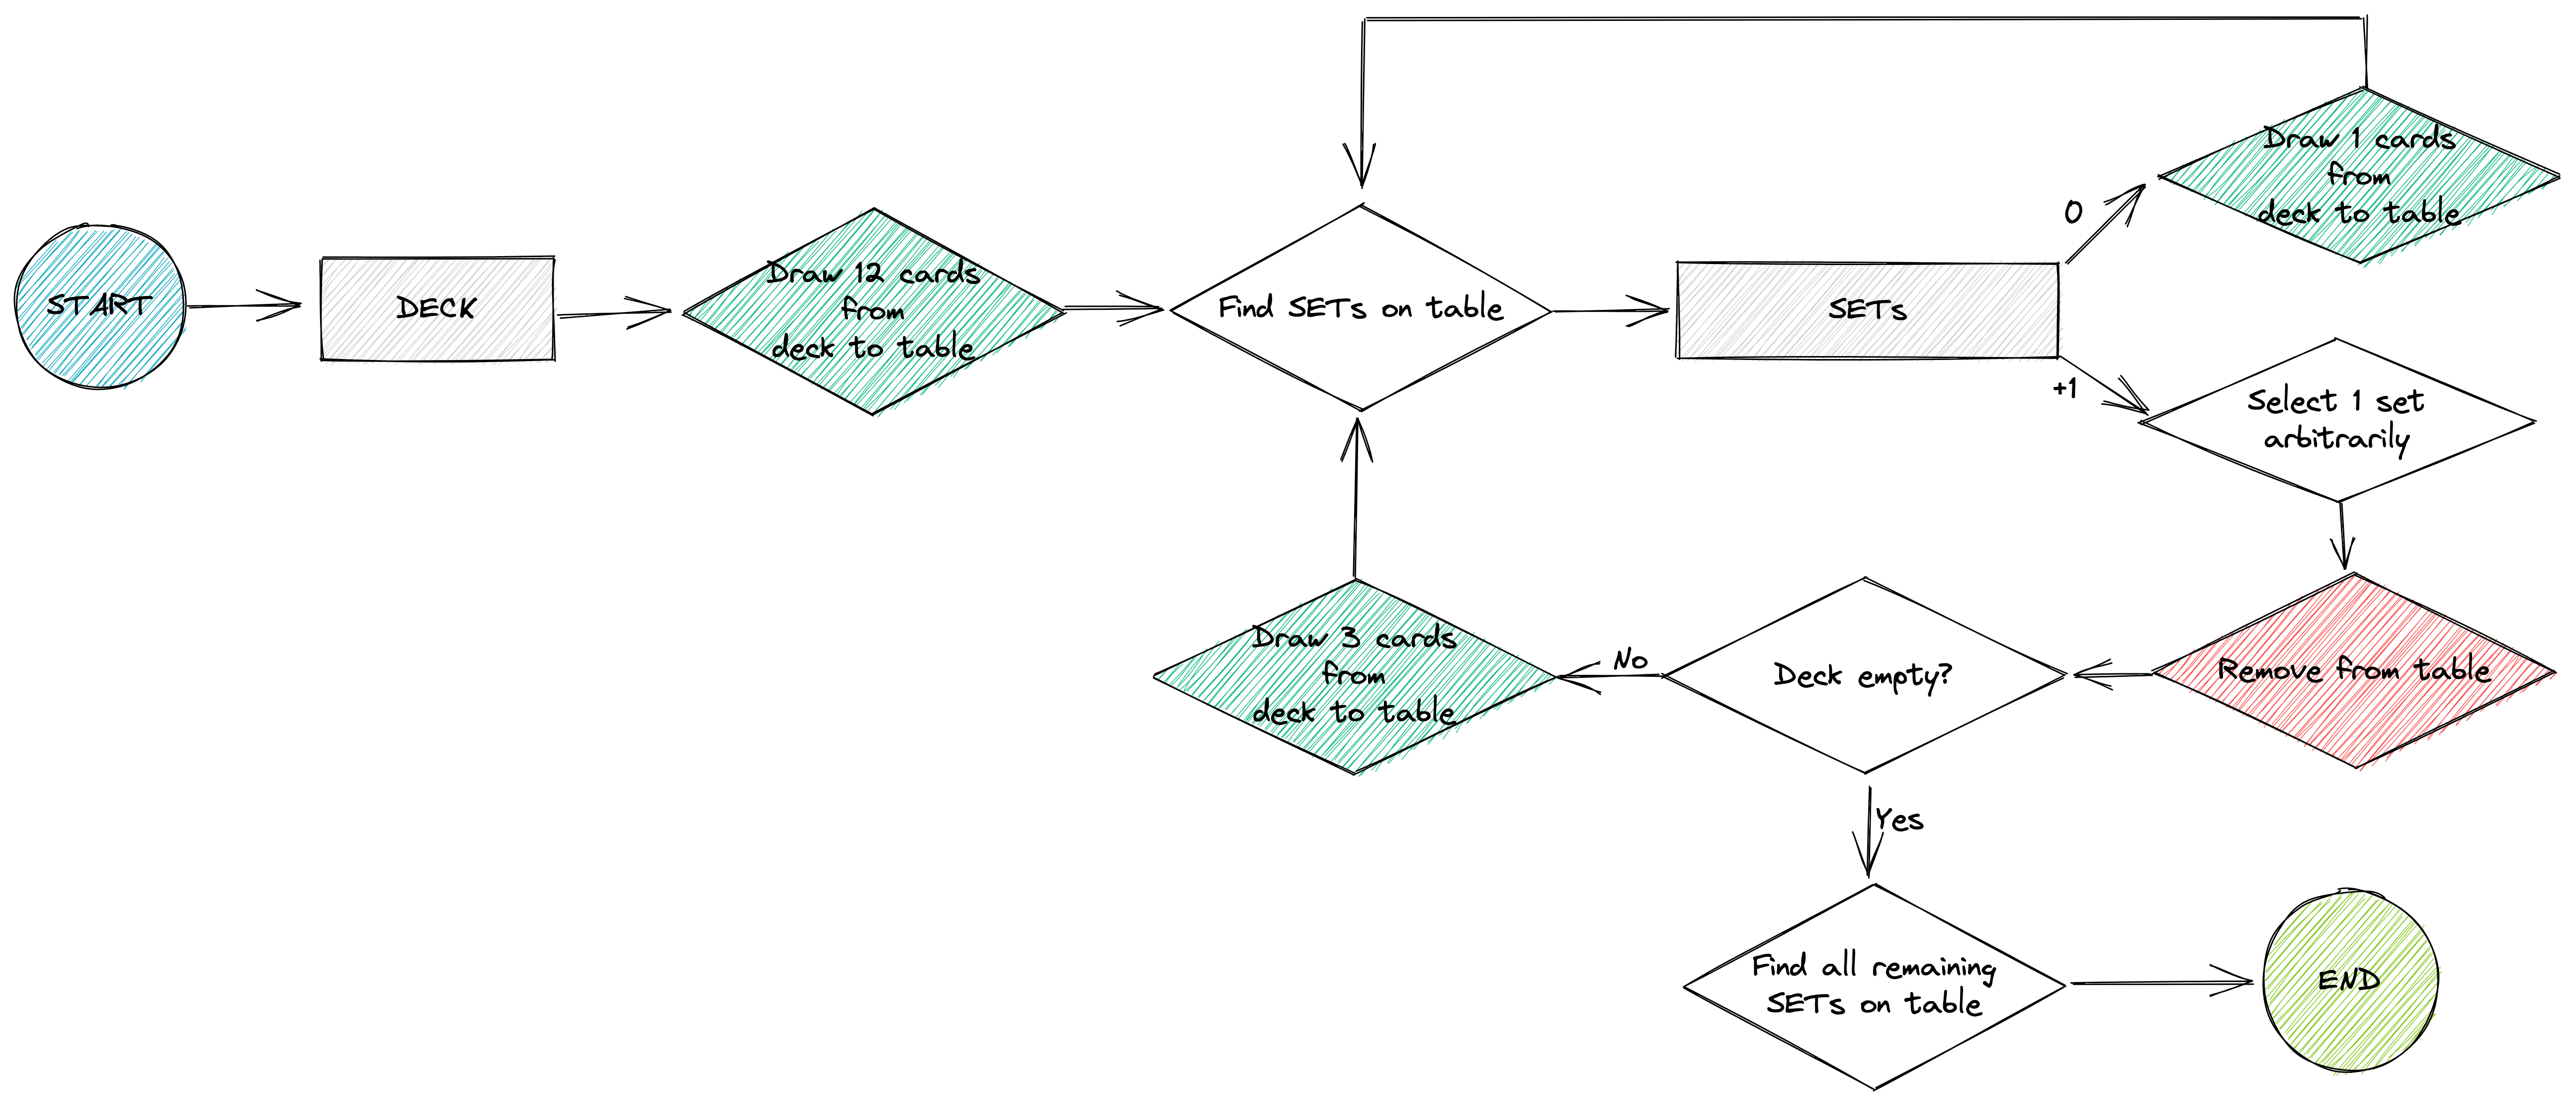 START
DECK
Draw 12 cards
from
deck to table
Find SETs on table
SETs
0
Draw 1 cards
from
deck to table
+1
Select 1 set
arbitrarily
Remove from table
Deck empty?
No
Draw 3 cards
from
deck to table
Yes
Find all remaining
SETs on table
END